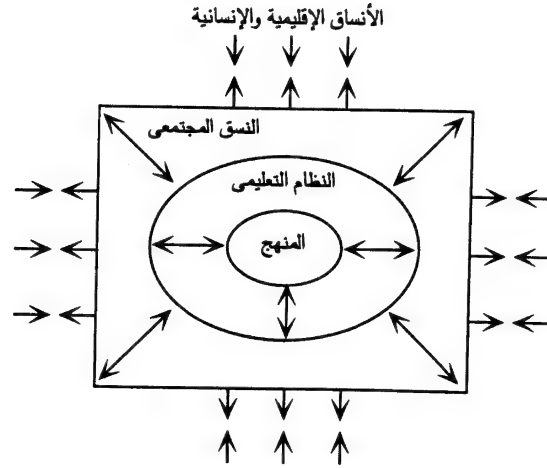 الأنساق الإقليمية والإنسانية
النسق المجتمعى
النظام التعليمى
المنهج